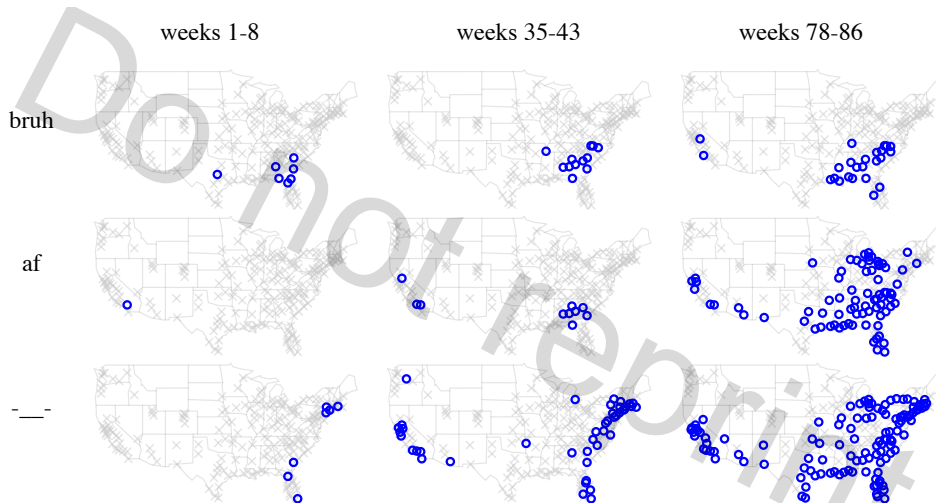 weeks 1-8 weeks 35-43 weeks 78-86
bruh
af
-__-
Do not reprint